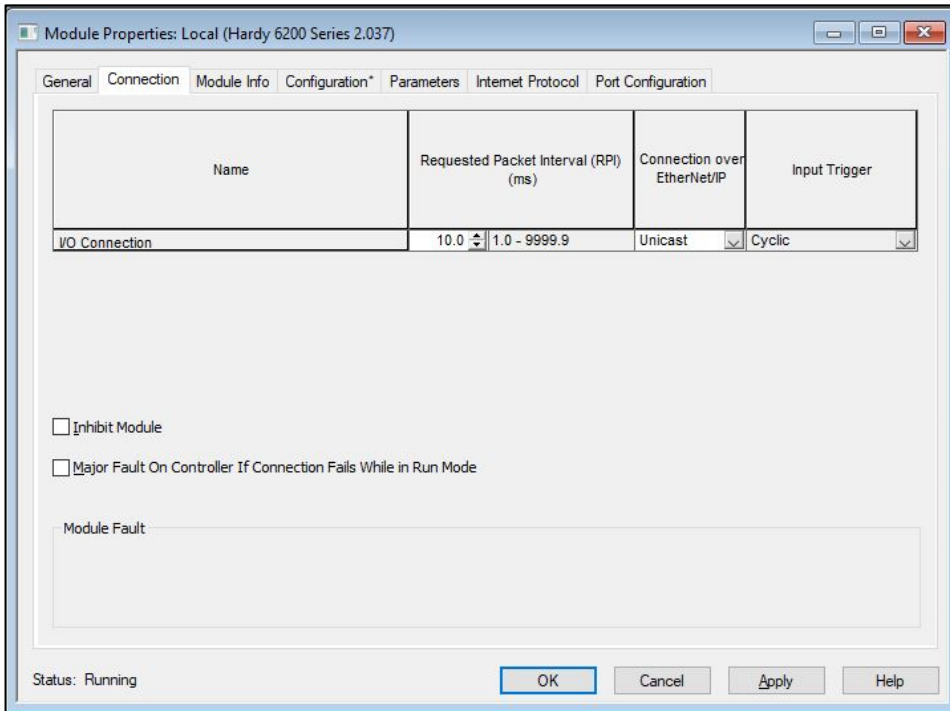 Module Properties: Local (Hardy 6200 Series 2.037)
General Connection Module Info Configuration* Parameters Internet Protocol Port Configuration
Name Requested Packet Interval (RPI) (ms) Connection over EtherNet/IP Input Trigger
I/O Connection 10.0 1.0 - 9999.9 Unicast Cyclic
Inhibit Module
Major Fault On Controller If Connection Fails While in Run Mode
Module Fault
Status: Running OK Cancel Apply Help